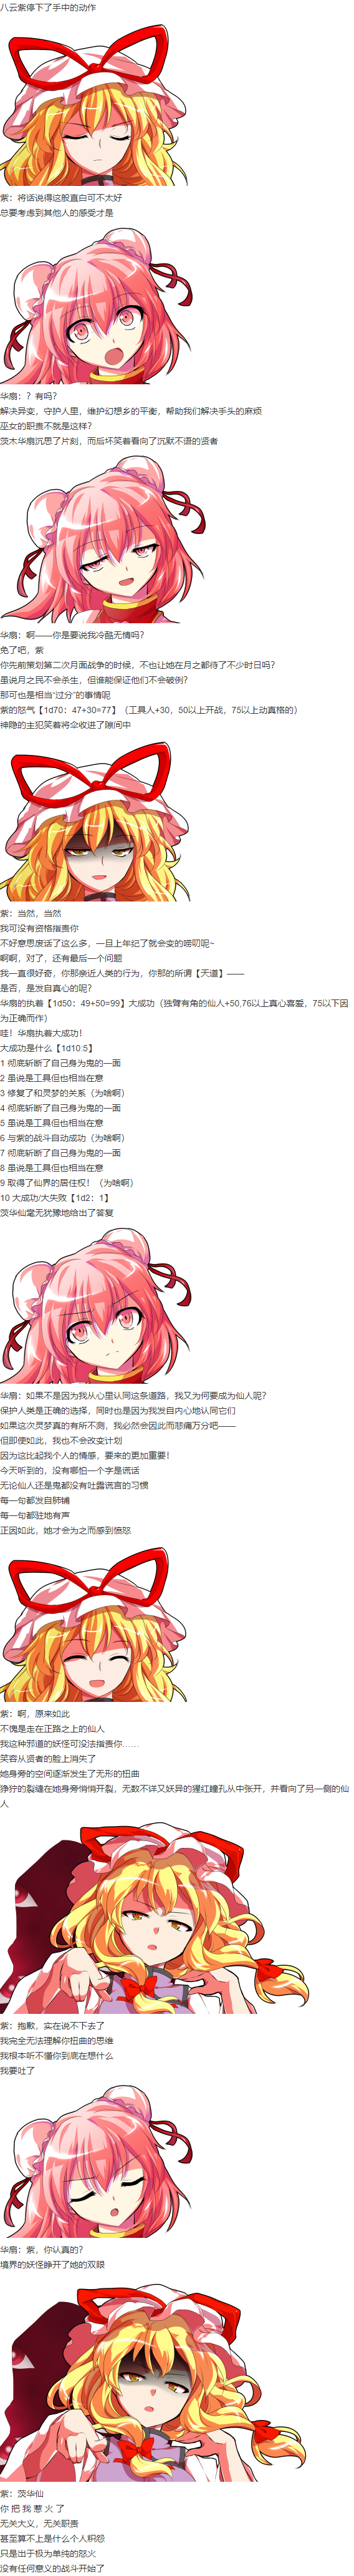 八云紫停下了手中的动作
紫：将话说得这般直白可不太好
总要考虑到其他人的感受才是
华扇：？有吗？
解决异变，守护人里，维护幻想乡的平衡，帮助我们解决手头的麻烦
巫女的职责不就是这样？
茨木华扇沉思了片刻，而后坏笑着看向了沉默不语的贤者
华扇：啊——你是要说我冷酷无情吗？
免了吧，紫
你先前策划第二次月面战争的时候，不也让她在月之都待了不少时日吗？
虽说月之民不会杀生，但谁能保证他们不会破例？
那可也是相当“过分”的事情呢
紫的怒气【1d70：47+30=77】（工具人+30，50以上开战，75以上动真格的）
神隐的主犯笑着将伞收进了隙间中
紫：当然，当然
我可没有资格指责你
不好意思废话了这么多，一旦上年纪了就会变的唠叨呢~
啊啊，对了，还有最后一个问题
我一直很好奇，你那亲近人类的行为，你那的所谓【天道】——
是否，是发自真心的呢？
华扇的执着【1d50：49+50=99】大成功（独臂有角的仙人+50,76以上真心喜爱，75以下因
为正确而作）
哇！华扇执着大成功！
大成功是什么【1d10:5】
1 彻底斩断了自己身为鬼的一面
2 虽说是工具但也相当在意
3 修复了和灵梦的关系（为啥啊）
4 彻底斩断了自己身为鬼的一面
5 虽说是工具但也相当在意
6 与紫的战斗自动成功（为啥啊）
7 彻底斩断了自己身为鬼的一面
8 虽说是工具但也相当在意
9 取得了仙界的居住权！（为啥啊）
10 大成功/大失败【1d2：1】
茨华仙毫无犹豫地给出了答复
华扇：如果不是因为我从心里认同这条道路，我又为何要成为仙人呢？
保护人类是正确的选择，同时也是因为我发自内心地认同它们
如果这次灵梦真的有所不测，我必然会因此而悲痛万分吧——
但即使如此，我也不会改变计划
因为这比起我个人的情感，要来的更加重要！
今天听到的，没有哪怕一个字是谎话
无论仙人还是鬼都没有吐露谎言的习惯
每一句都发自肺铺
每一句都驻地有声
正因如此，她才会为之而感到愤怒
紫：啊，原来如此
不愧是走在正路之上的仙人
我这种邪道的妖怪可没法指责你……
笑容从贤者的脸上消失了
她身旁的空间逐渐发生了无形的扭曲
狰狞的裂缝在她身旁悄悄开裂，无数不详又妖异的猩红瞳孔从中张开，并看向了另一侧的仙
人
紫：抱歉，实在说不下去了
我完全无法理解你扭曲的思维
我根本听不懂你到底在想什么
我要吐了
华扇：紫，你认真的？
境界的妖怪睁开了她的双眼
紫：茨华仙
你 把 我 惹 火 了
无关大义，无关职责
甚至算不上是什么个人积怨
只是出于极为单纯的怒火
没有任何意义的战斗开始了